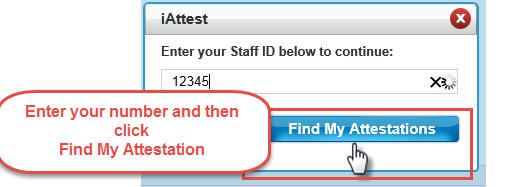 iAttest
Enter your Staff ID below to continue:
12345
Enter your number and then
click
Find My Attestation
Find My Attestations